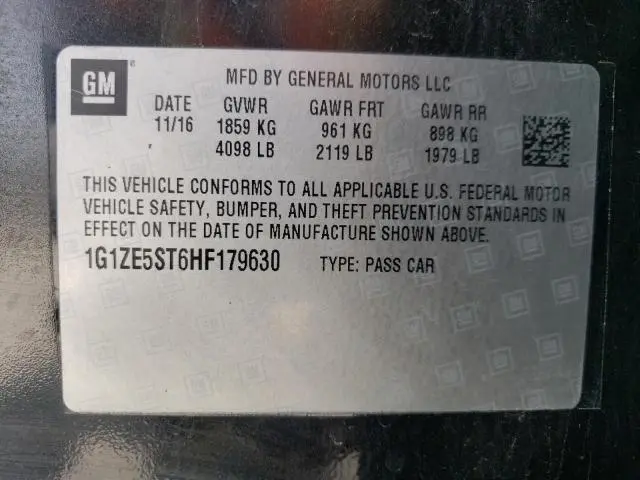 GM
MFD BY GENERAL MOTORS LLC
DATE GVWR GAWR FRT GAWR RR
11/16 1859 KG 961 KG 898 KG
4098 LB 2119 LB 1979 LB
THIS VEHICLE CONFORMS TO ALL APPLICABLE U.S. FEDERAL MOTOR
VEHICLE SAFETY, BUMPER, AND THEFT PREVENTION STANDARDS IN
EFFECT ON THE DATE OF MANUFACTURE SHOWN ABOVE.
1G1ZE5ST6HF179630 TYPE: PASS CAR